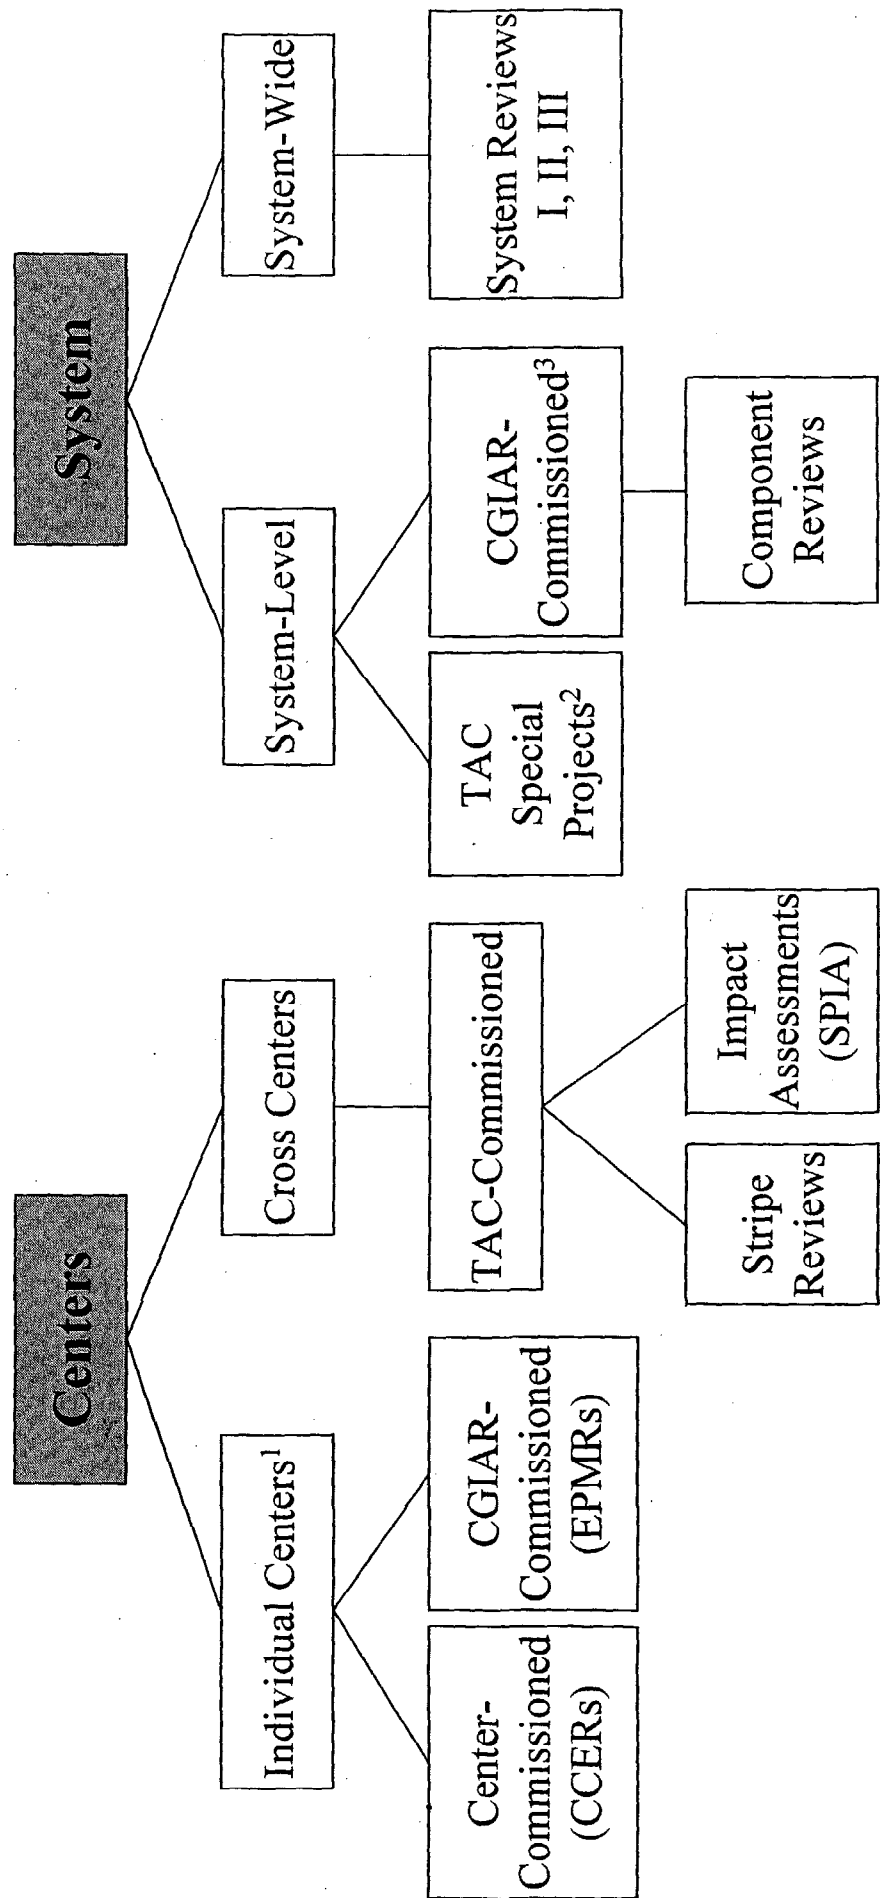 Centers
System
Individual Centers¹
Cross Centers
System-Level
System-Wide
Center-
Commissioned
(CCERs)
CGIAR-
Commissioned
(EPMRs)
TAC-Commissioned
TAC
Special
Projects²
CGIAR-
Commissioned³
System Reviews
I, II, III
Stripe
Reviews
Impact
Assessments
(SPIA)
Component
Reviews